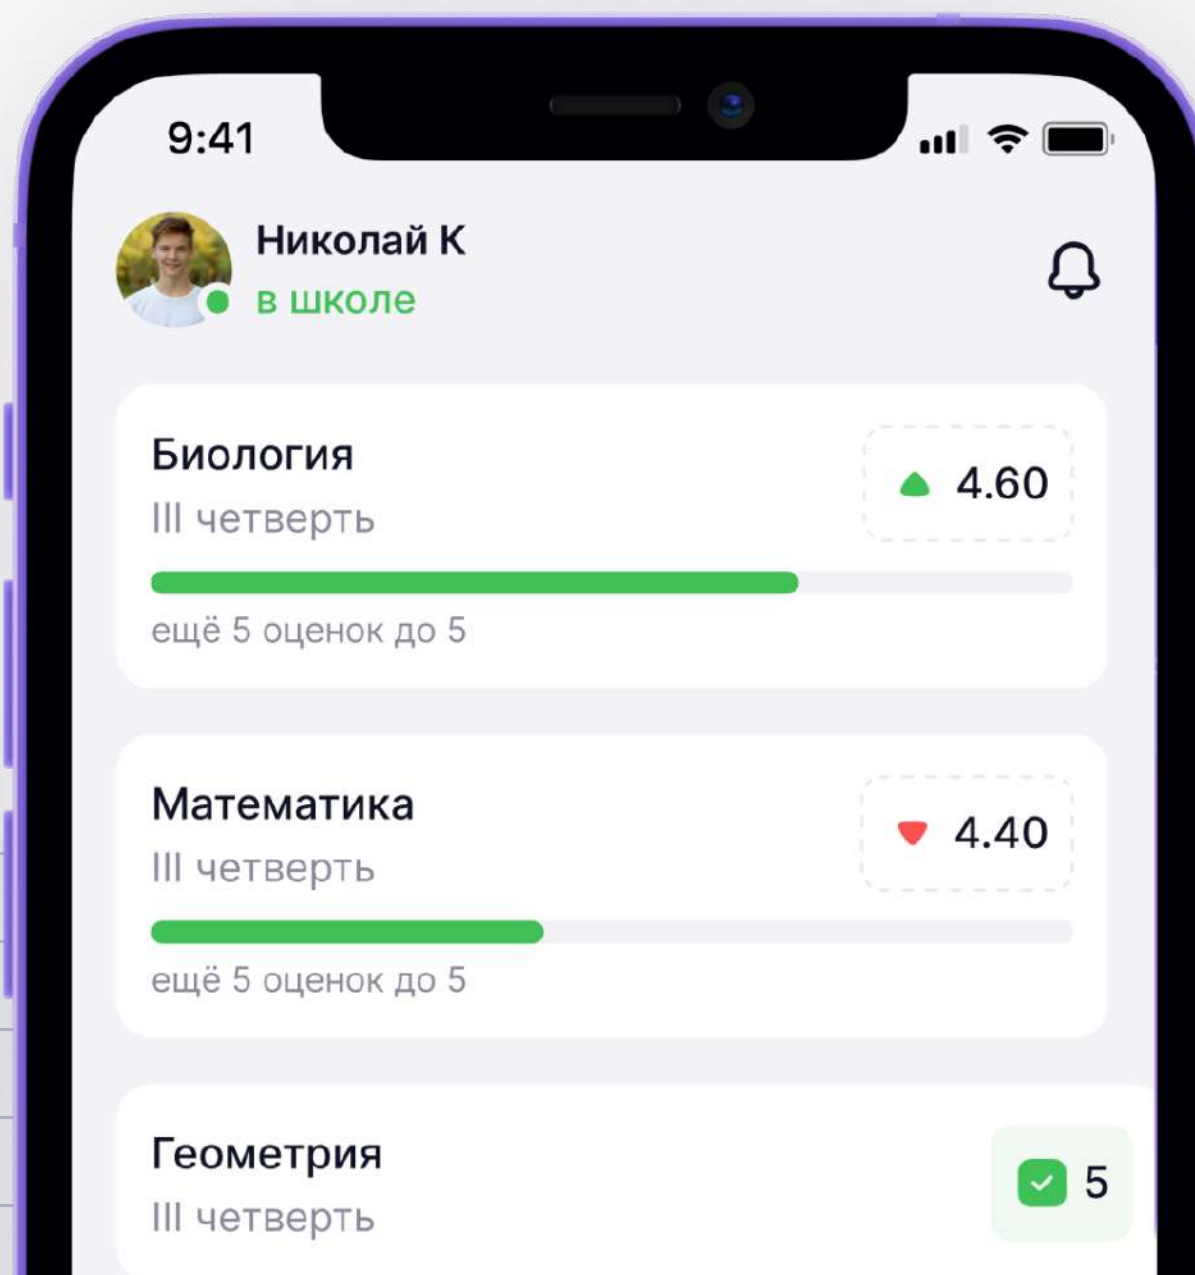 9:41
Николай К
в школе
Биология
4.60
III четверть
ещё 5 оценок до 5
Математика
4.40
III четверть
ещё 5 оценок до 5
Геометрия
5
III четверть